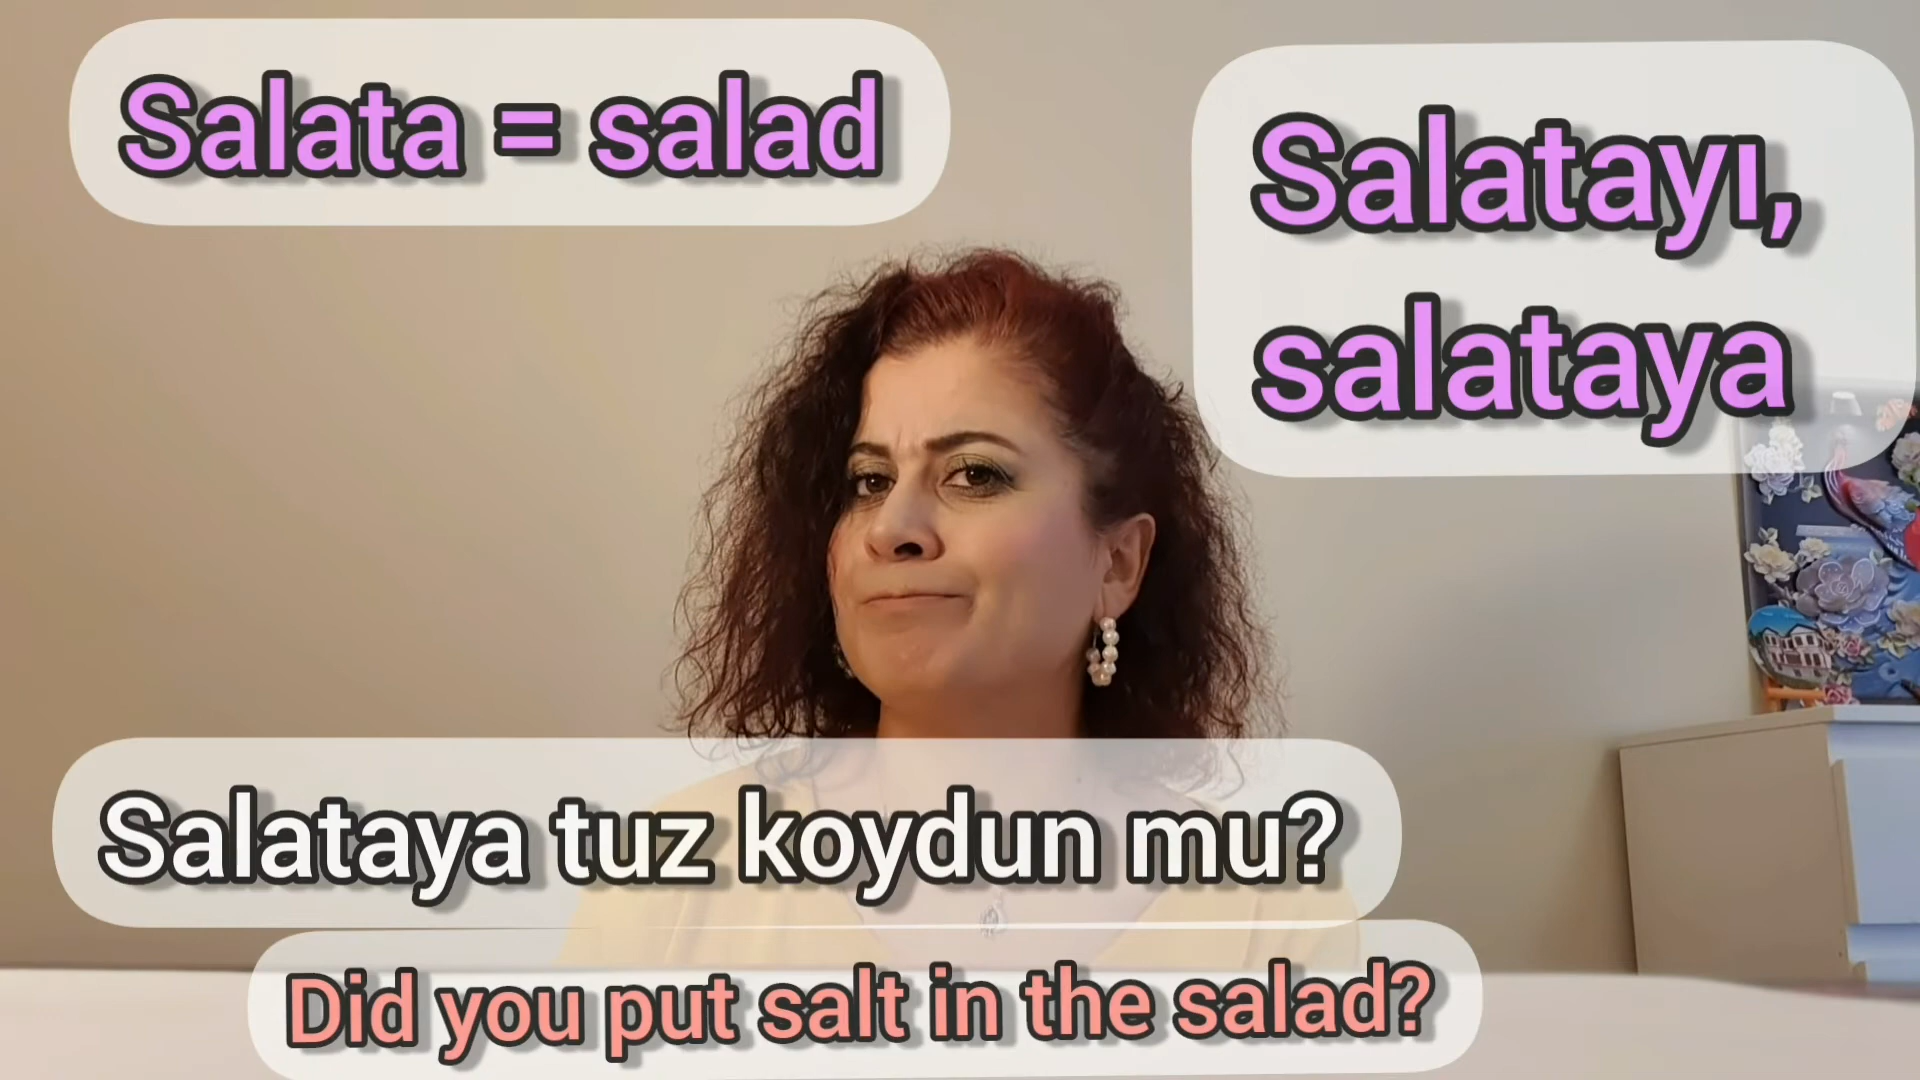 Salata = salad
Salatayı,
salataya
Salataya tuz koydun mu?
Did you put salt in the salad?